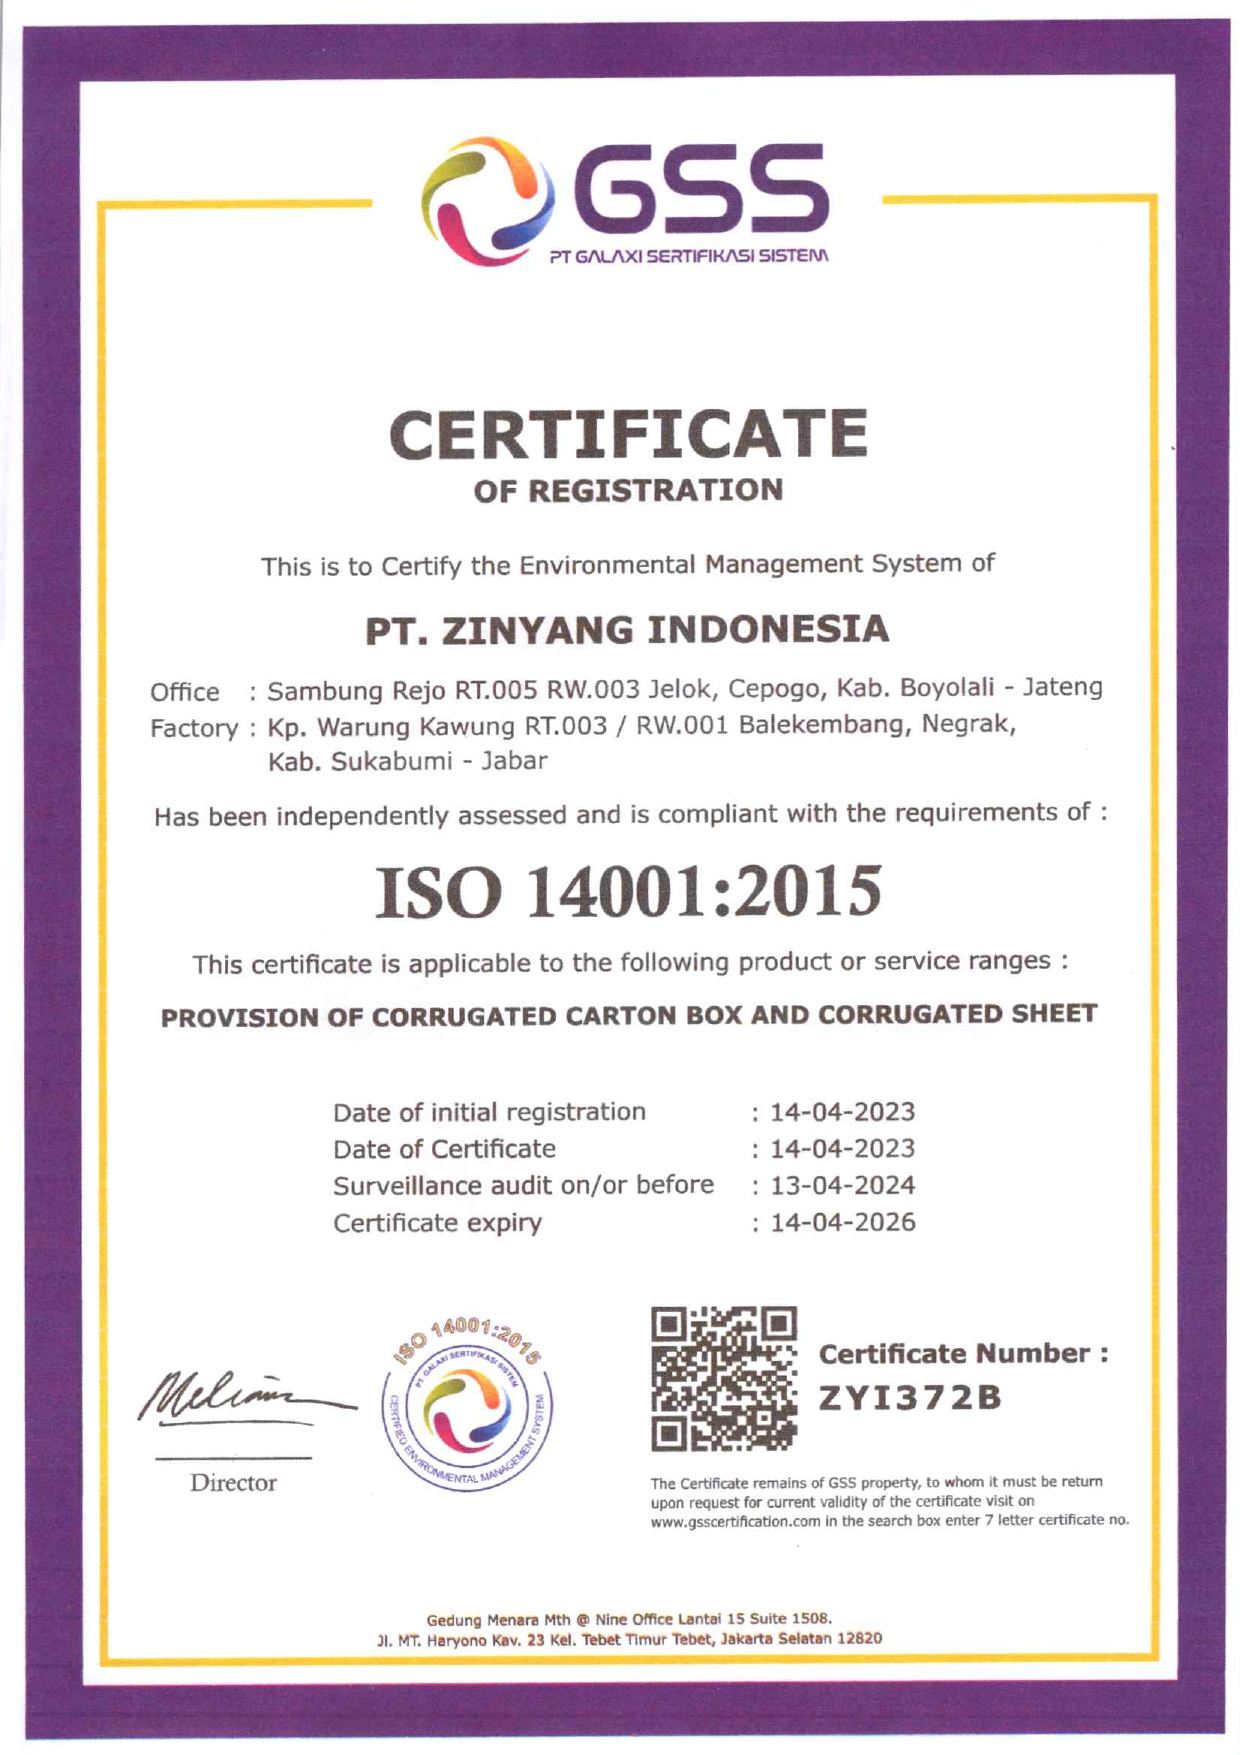 GSS
PT GALAXI SERTIFIKASI SISTEM
CERTIFICATE
OF REGISTRATION
This is to Certify the Environmental Management System of
PT. ZINYANG INDONESIA
Office : Sambung Rejo RT.005 RW.003 Jelok, Cepogo, Kab. Boyolali - Jateng
Factory : Kp. Warung Kawung RT.003 / RW.001 Balekembang, Negrak,
Kab. Sukabumi - Jabar
Has been independently assessed and is compliant with the requirements of :
ISO 14001:2015
This certificate is applicable to the following product or service ranges :
PROVISION OF CORRUGATED CARTON BOX AND CORRUGATED SHEET
Date of initial registration : 14-04-2023
Date of Certificate : 14-04-2023
Surveillance audit on/or before : 13-04-2024
Certificate expiry : 14-04-2026
Director
ISO 14001:2015
PT GALAXI SERTIFIKASI SISTEM
CERTIFIED ENVIRONMENTAL MANAGEMENT SYSTEM
Certificate Number :
ZYI372B
The Certificate remains of GSS property, to whom it must be return
upon request for current validity of the certificate visit on
www.gsscertification.com in the search box enter 7 letter certificate no.
Gedung Menara Mth @ Nine Office Lantai 15 Suite 1508.
Jl. MT. Haryono Kav. 23 Kel. Tebet Timur Tebet, Jakarta Selatan 12820